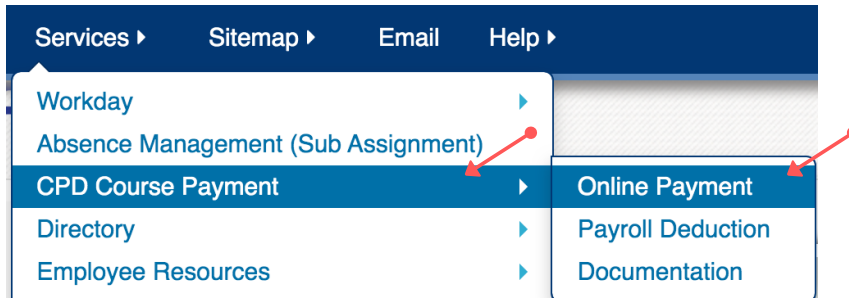 Services Sitemap Email Help
Workday
Absence Management (Sub Assignment)
CPD Course Payment
Directory
Employee Resources
Online Payment
Payroll Deduction
Documentation